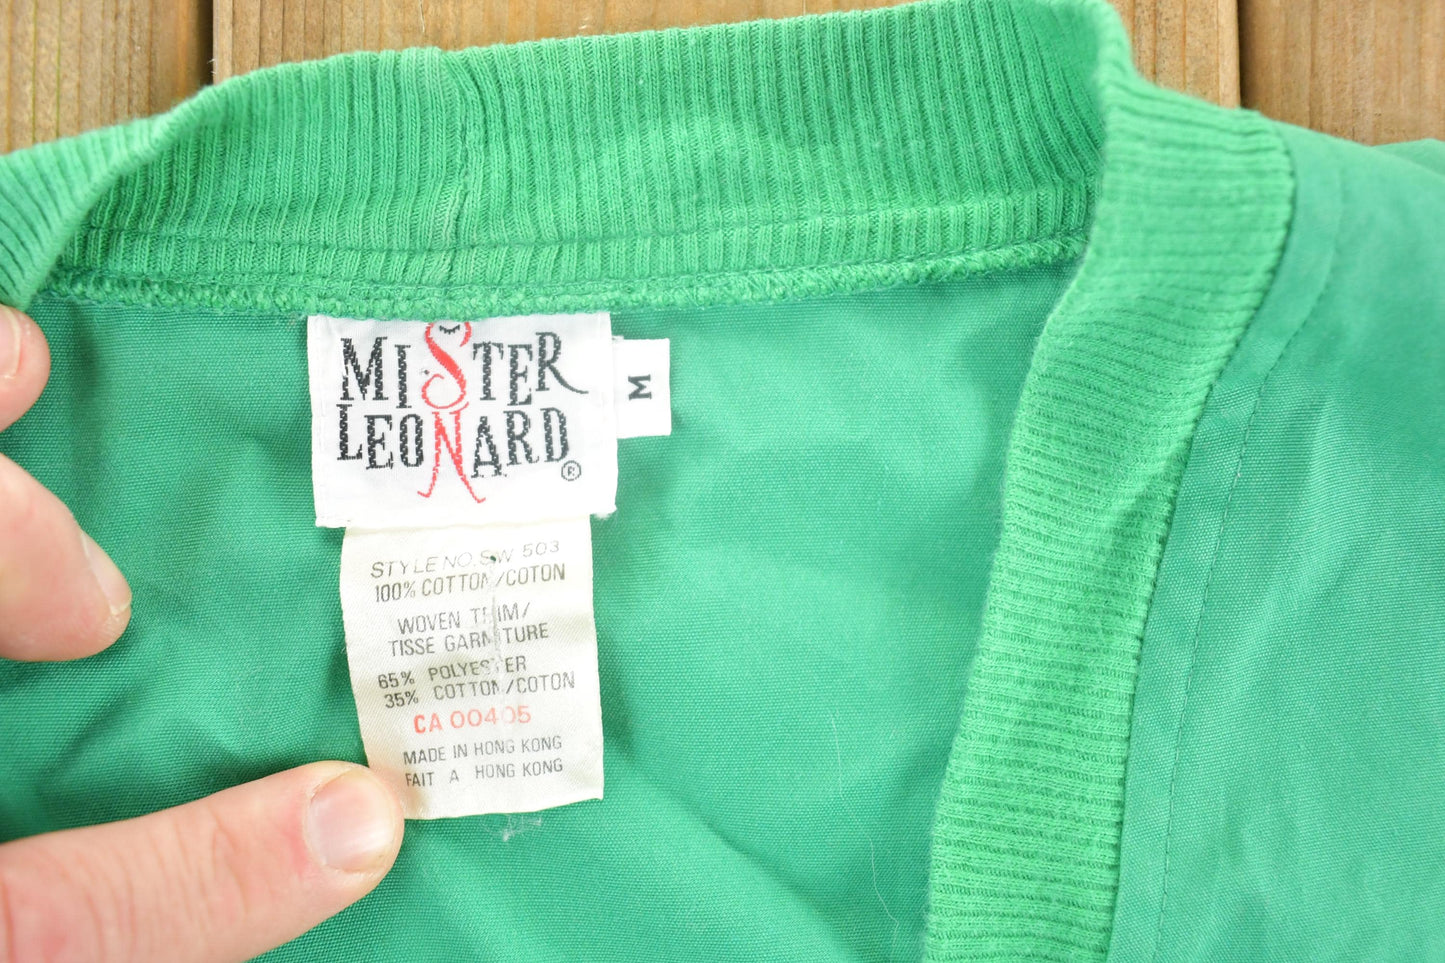 MISTER
LEONARD
®
M
STYLE NO. SW 503
100% COTTON/COTON
WOVEN TRIM/
TISSE GARNITURE
65% POLYESTER
35% COTTON/COTON
CA 00405
MADE IN HONG KONG
FAIT A HONG KONG